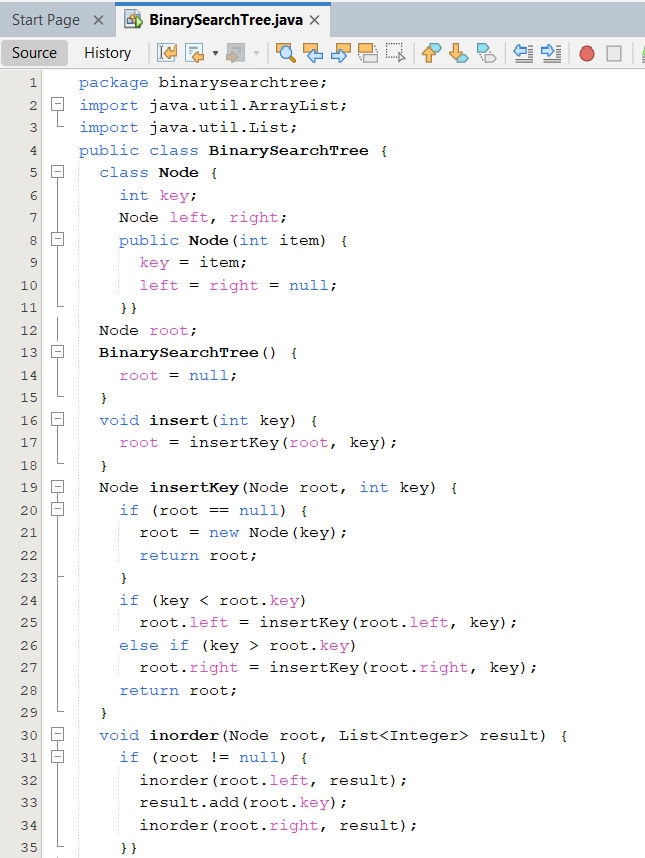 Start Page × BinarySearchTree.java ×
Source History
1 package binarysearchtree;
2 import java.util.ArrayList;
3 import java.util.List;
4 public class BinarySearchTree {
5   class Node {
6     int key;
7     Node left, right;
8     public Node(int item) {
9       key = item;
10       left = right = null;
11     }}
12   Node root;
13   BinarySearchTree() {
14     root = null;
15   }
16   void insert(int key) {
17     root = insertKey(root, key);
18   }
19   Node insertKey(Node root, int key) {
20     if (root == null) {
21       root = new Node(key);
22       return root;
23     }
24     if (key < root.key)
25       root.left = insertKey(root.left, key);
26     else if (key > root.key)
27       root.right = insertKey(root.right, key);
28     return root;
29   }
30   void inorder(Node root, List<Integer> result) {
31     if (root != null) {
32       inorder(root.left, result);
33       result.add(root.key);
34       inorder(root.right, result);
35     }}